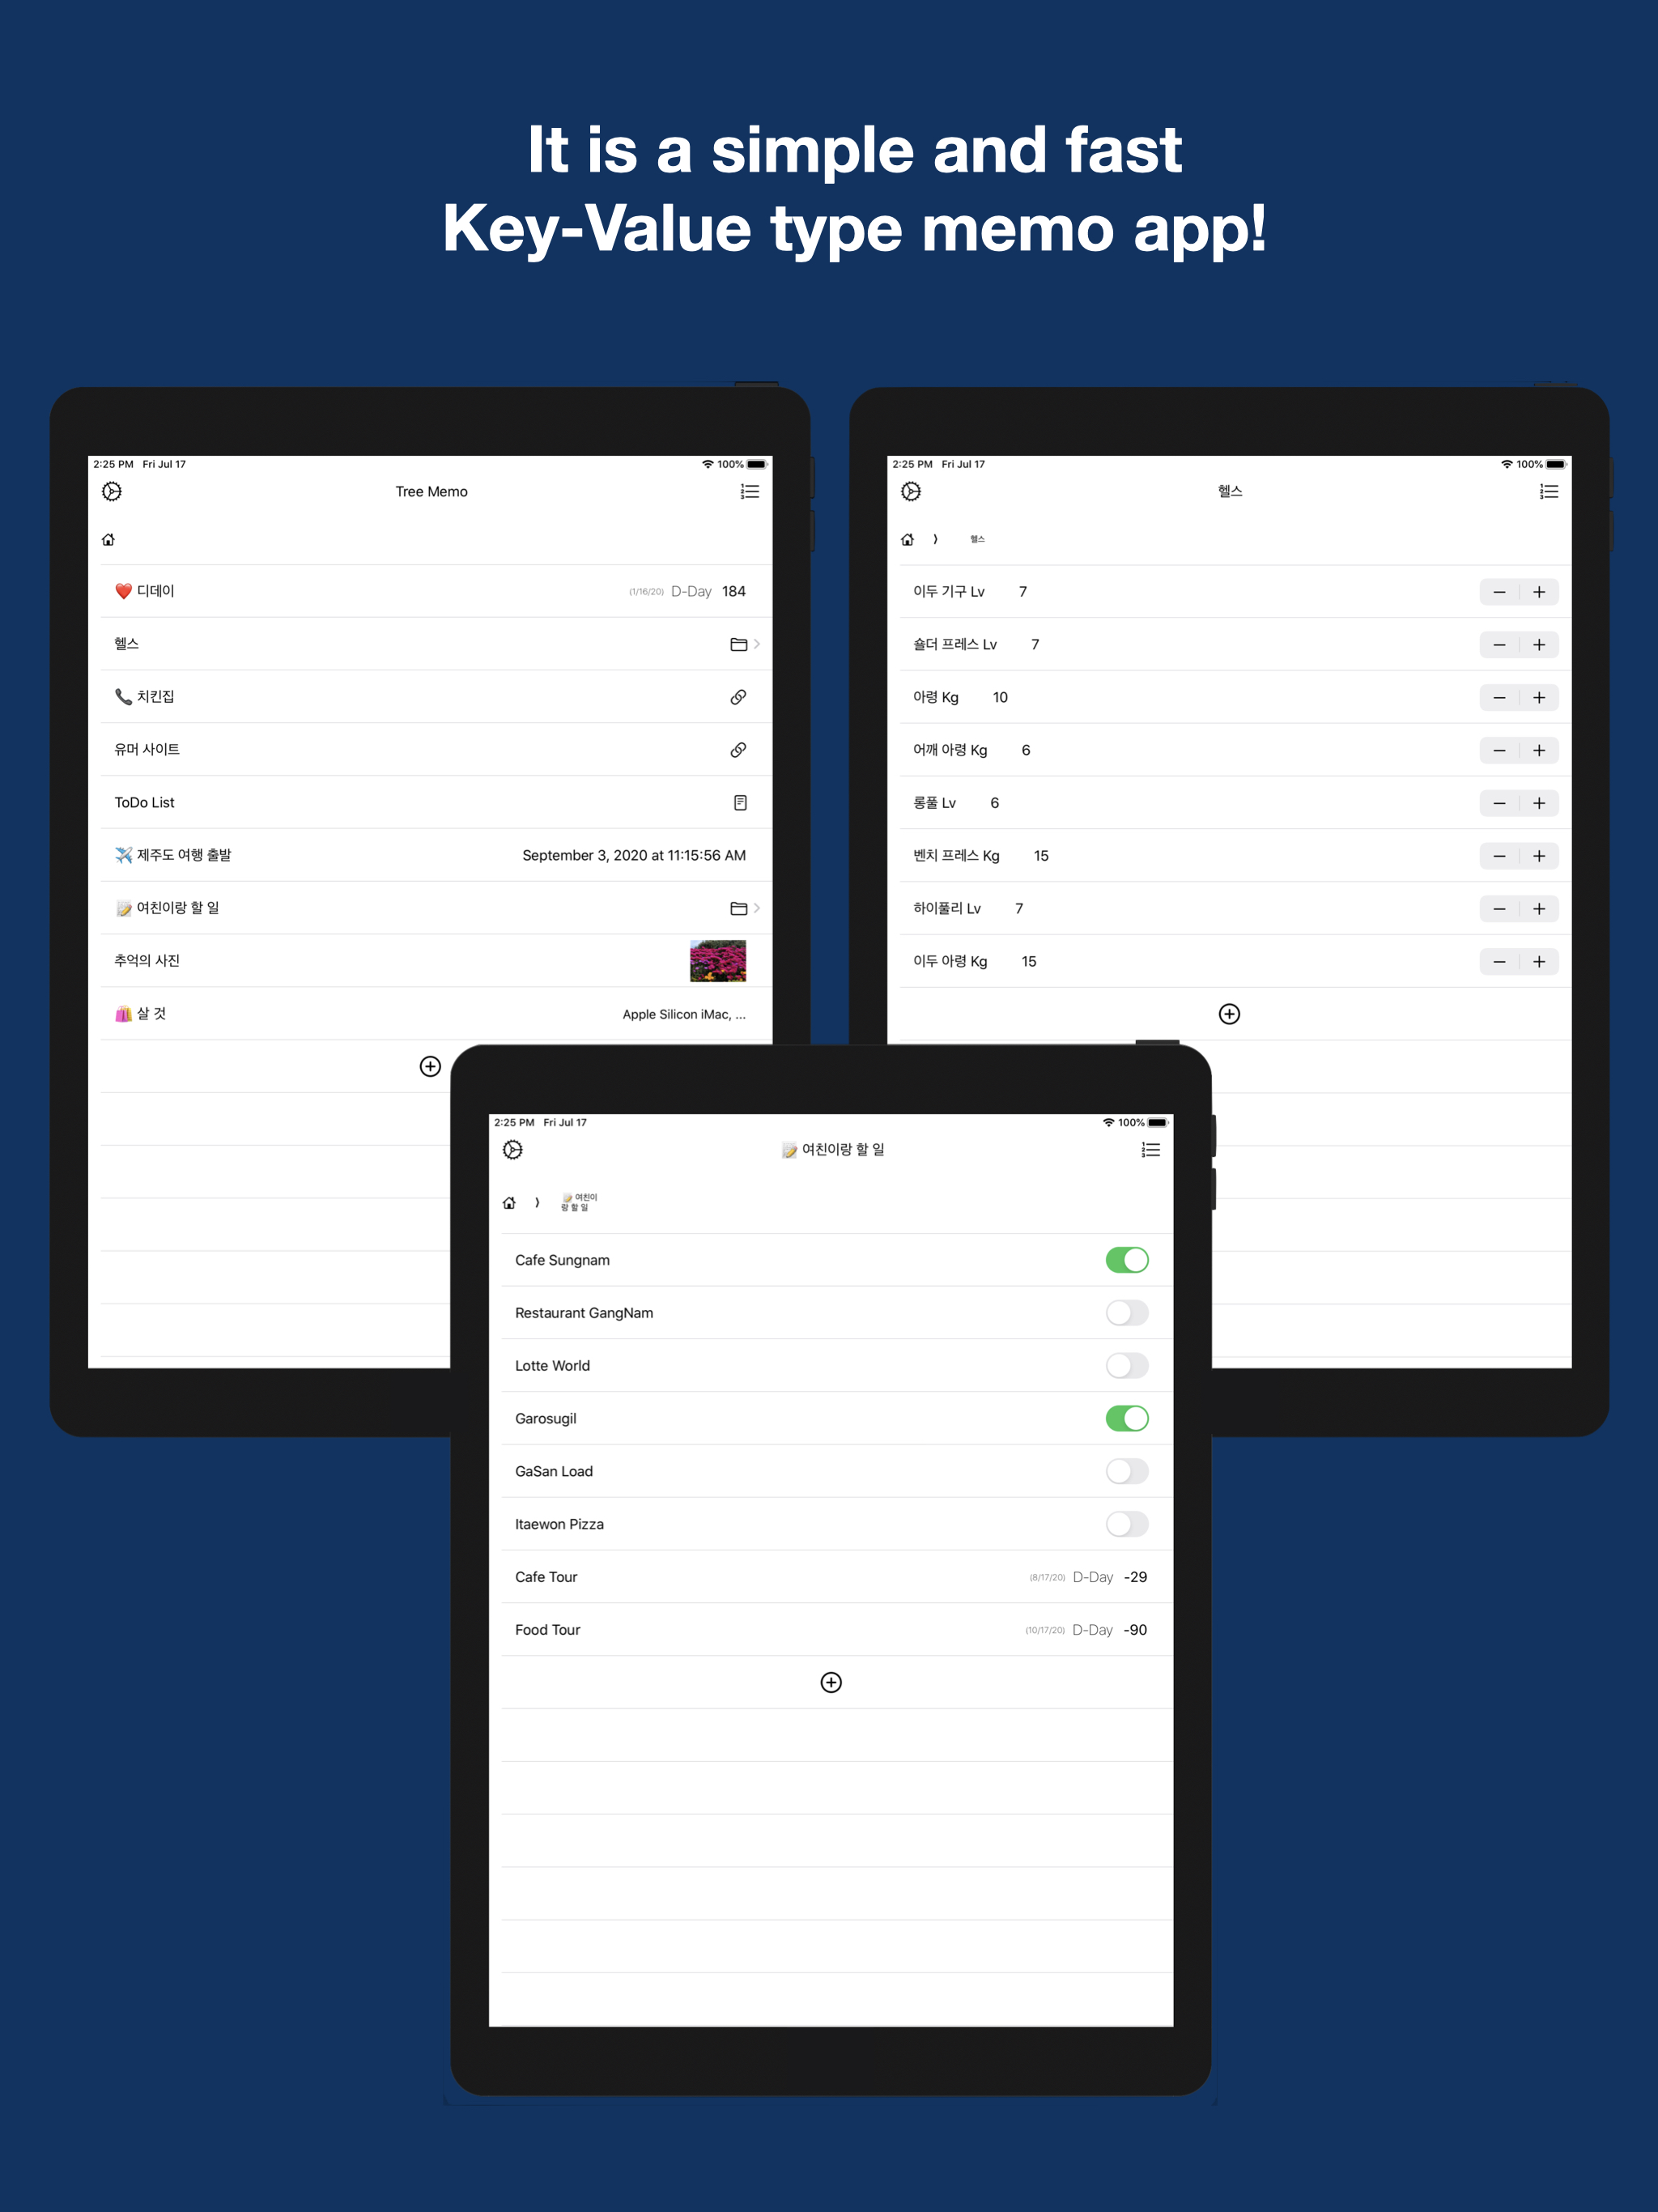 It is a simple and fast
Key-Value type memo app!
2:25 PM Fri Jul 17 100%
Tree Memo
❤️ 디데이 (1/16/20) D-Day 184
헬스
📞 치킨집
유머 사이트
ToDo List
✈️ 제주도 여행 출발 September 3, 2020 at 11:15:56 AM
📝 여친이랑 할 일
추억의 사진
🛍️ 살 것 Apple Silicon iMac, ...
2:25 PM Fri Jul 17 100%
헬스
헬스
이두 기구 Lv 7
숄더 프레스 Lv 7
아령 Kg 10
어깨 아령 Kg 6
롱풀 Lv 6
벤치 프레스 Kg 15
하이풀리 Lv 7
이두 아령 Kg 15
2:25 PM Fri Jul 17 100%
📝 여친이랑 할 일
📝 여친이
랑 할 일
Cafe Sungnam
Restaurant GangNam
Lotte World
Garosugil
GaSan Load
Itaewon Pizza
Cafe Tour (8/17/20) D-Day -29
Food Tour (10/17/20) D-Day -90